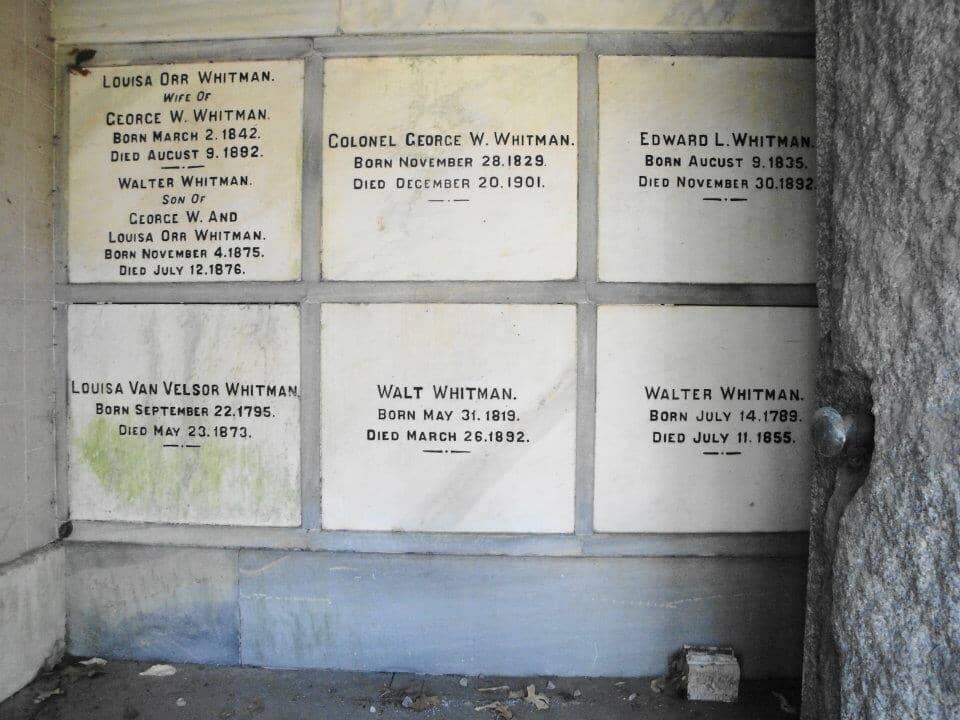 LOUISA ORR WHITMAN.
WIFE OF
GEORGE W. WHITMAN.
BORN MARCH 2.1842.
DIED AUGUST 9.1892.
WALTER WHITMAN.
SON OF
GEORGE W. AND
LOUISA ORR WHITMAN.
BORN NOVEMBER 4.1875.
DIED JULY 12.1876.
COLONEL GEORGE W. WHITMAN.
BORN NOVEMBER 28.1829.
DIED DECEMBER 20.1901.
EDWARD L. WHITMAN.
BORN AUGUST 9.1835.
DIED NOVEMBER 30.1892.
LOUISA VAN VELSOR WHITMAN.
BORN SEPTEMBER 22.1795.
DIED MAY 23.1873.
WALT WHITMAN.
BORN MAY 31.1819.
DIED MARCH 26.1892.
WALTER WHITMAN.
BORN JULY 14.1789.
DIED JULY 11.1855.